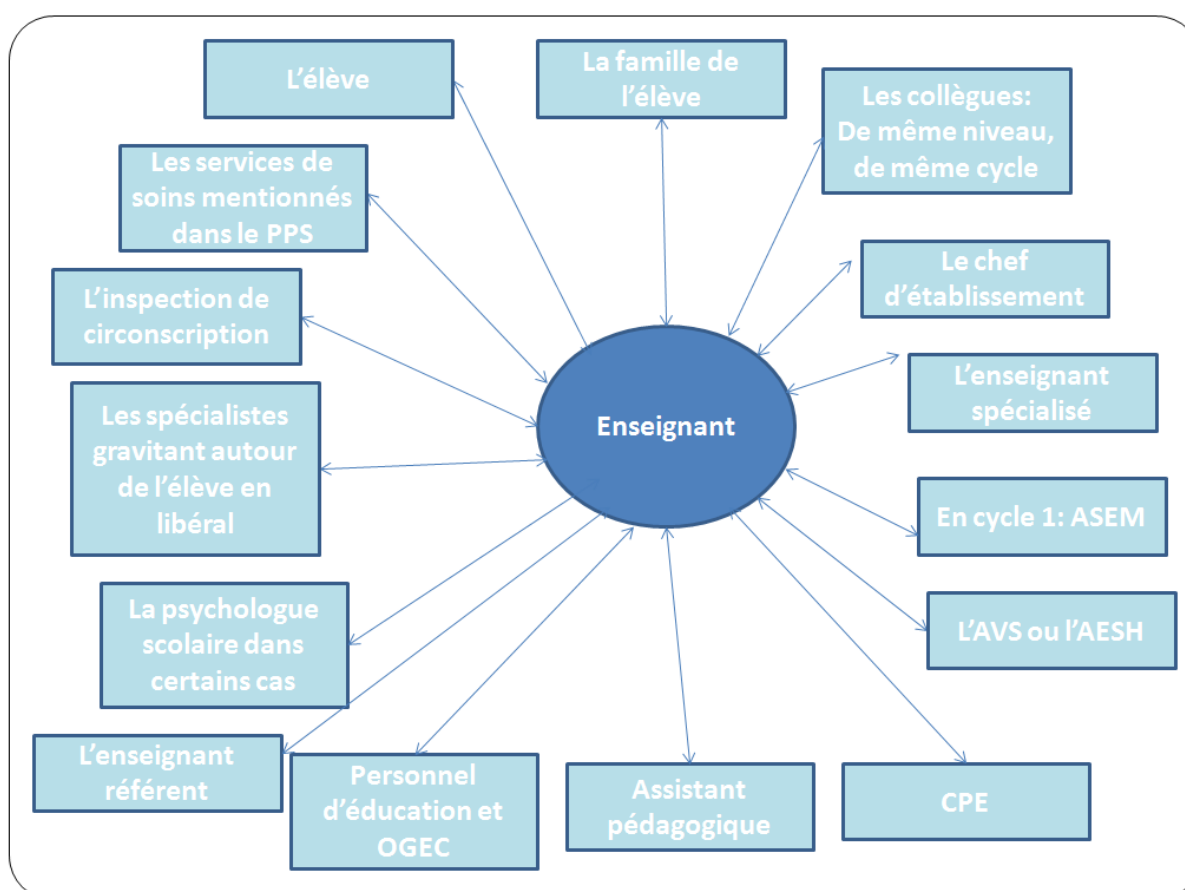 L'élève
La famille de
l'élève
Les collègues:
De même niveau,
de même cycle
Les services de
soins mentionnés
dans le PPS
Le chef
d'établissement
L'inspection de
circonscription
L'enseignant
spécialisé
Les spécialistes
gravitant autour
de l'élève en
libéral
Enseignant
En cycle 1: ASEM
La psychologue
scolaire dans
certains cas
L'AVS ou l'AESH
L'enseignant
référent
Personnel
d'éducation et
OGEC
Assistant
pédagogique
CPE